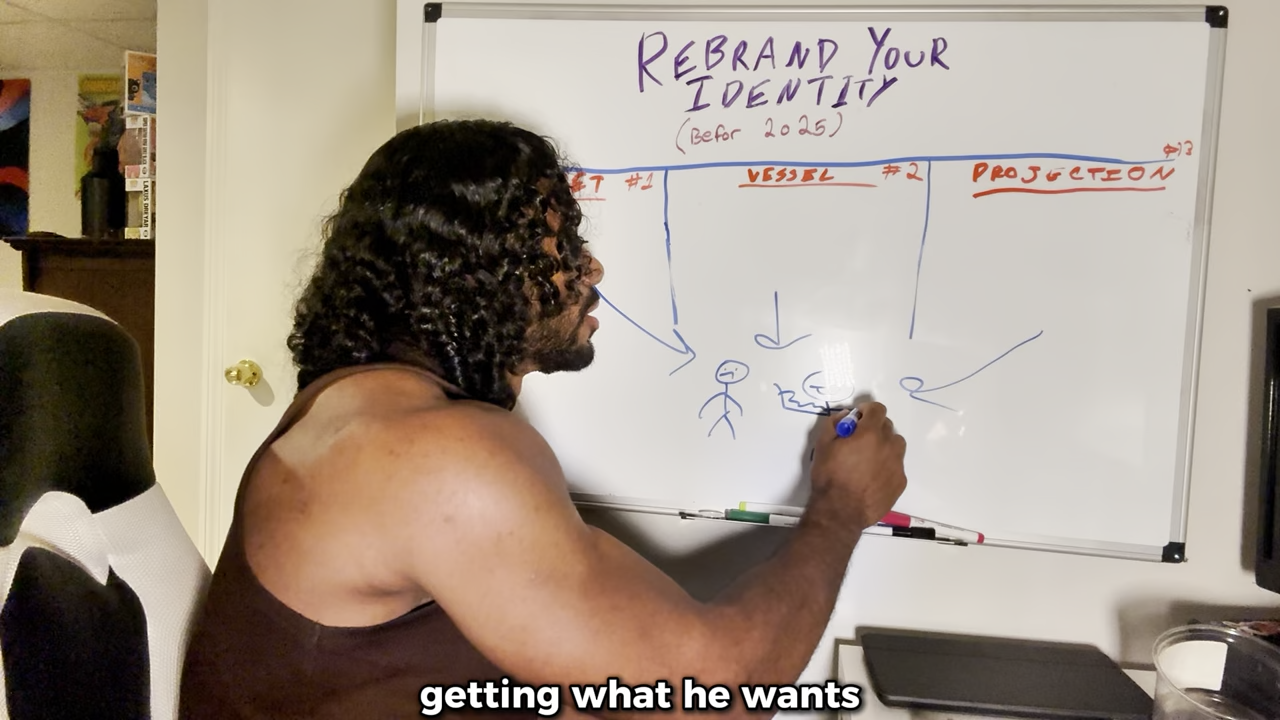 REBRAND YOUR
IDENTITY
(Befor 2025)
#1
VESSEL #2
PROJECTION
#3
getting what he wants